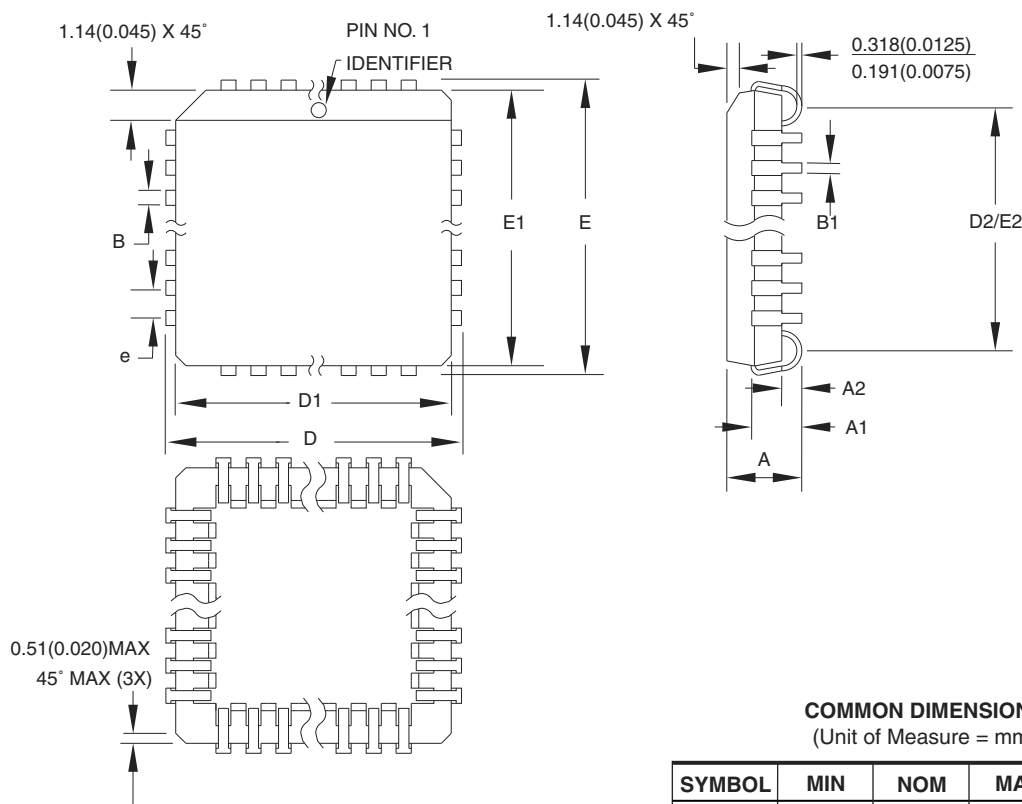 1.14(0.045) X 45˚
PIN NO. 1
IDENTIFIER
1.14(0.045) X 45˚
0.318(0.0125)
0.191(0.0075)
B
e
E1
E
B1
D2/E2
D1
D
A2
A1
A
0.51(0.020)MAX
45˚ MAX (3X)
COMMON DIMENSION
(Unit of Measure = mm
SYMBOL MIN NOM MA